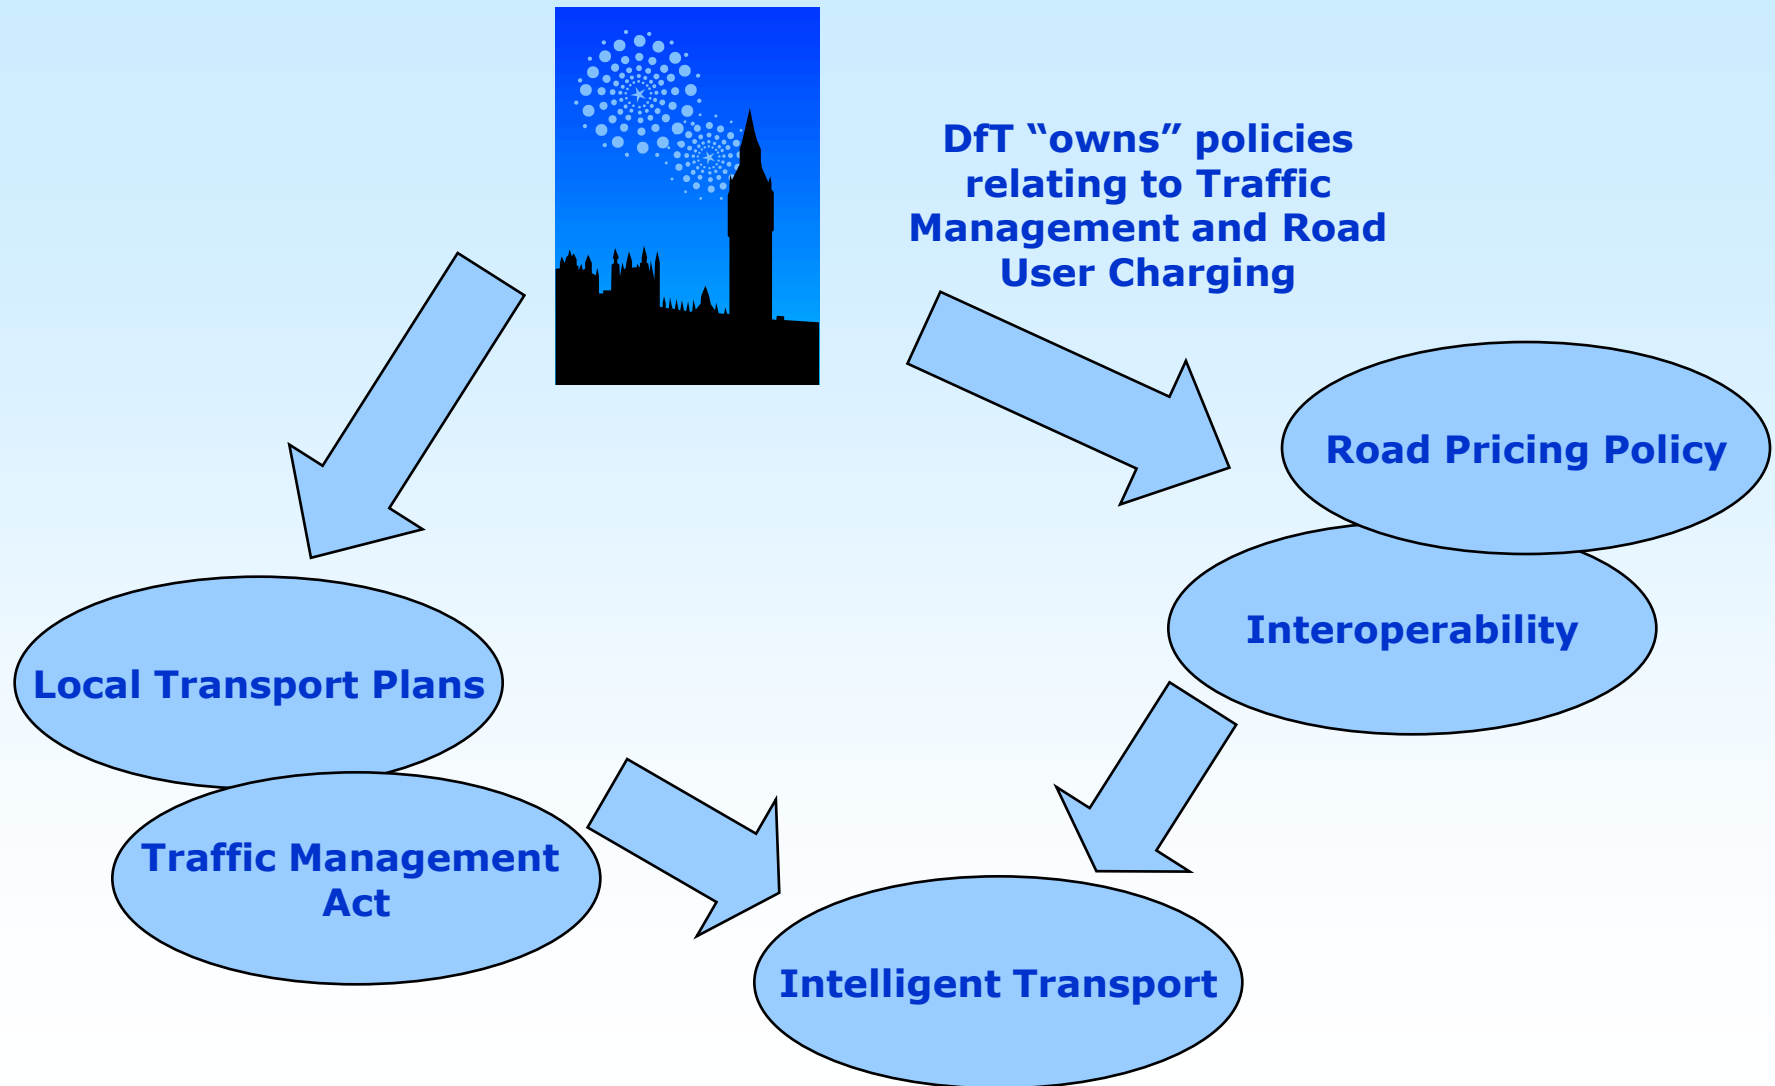 DfT “owns” policies
relating to Traffic
Management and Road
User Charging
Road Pricing Policy
Interoperability
Local Transport Plans
Traffic Management
Act
Intelligent Transport